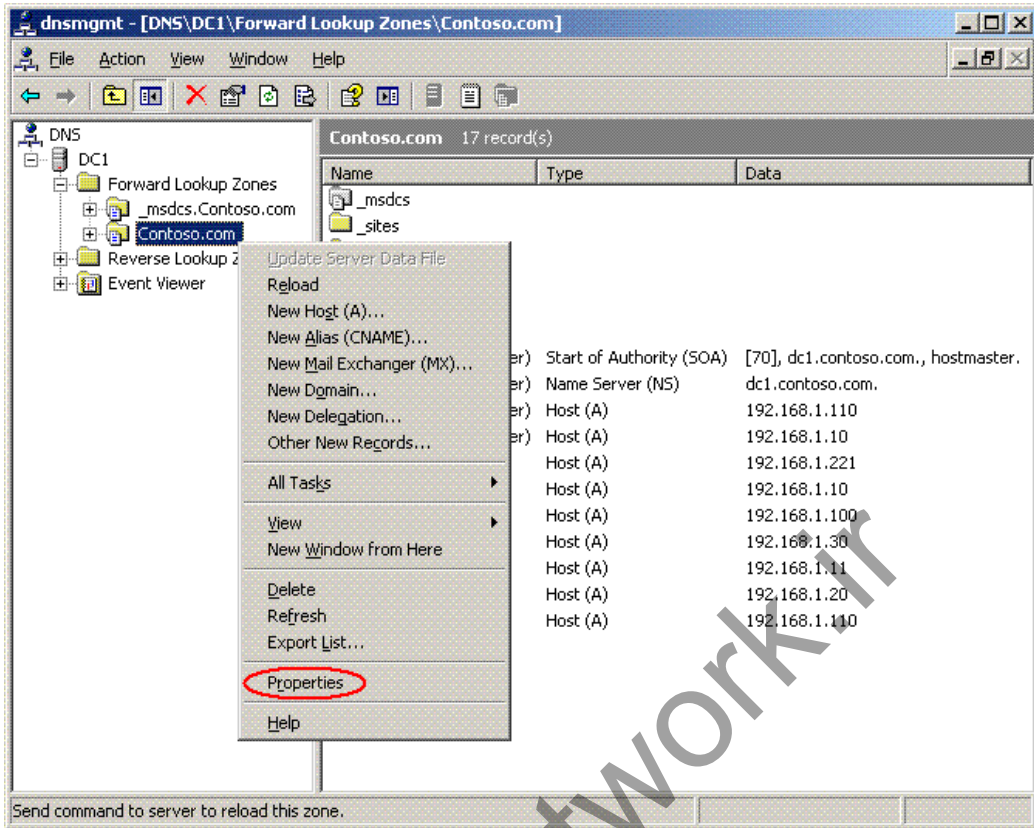 dnsmgmt - [DNS\DC1\Forward Lookup Zones\Contoso.com]
File Action View Window Help
DNS
DC1
Forward Lookup Zones
_msdcs.Contoso.com
Contoso.com
Reverse Lookup
Event Viewer
Contoso.com 17 record(s)
Name Type Data
_msdcs
_sites
er) Start of Authority (SOA) [70], dc1.contoso.com., hostmaster.
er) Name Server (NS) dc1.contoso.com.
er) Host (A) 192.168.1.110
er) Host (A) 192.168.1.10
Host (A) 192.168.1.221
Host (A) 192.168.1.10
Host (A) 192.168.1.100
Host (A) 192.168.1.30
Host (A) 192.168.1.11
Host (A) 192.168.1.20
Host (A) 192.168.1.110
Update Server Data File
Reload
New Host (A)...
New Alias (CNAME)...
New Mail Exchanger (MX)...
New Domain...
New Delegation...
Other New Records...
All Tasks
View
New Window from Here
Delete
Refresh
Export List...
Properties
Help
Send command to server to reload this zone.
twork.ir